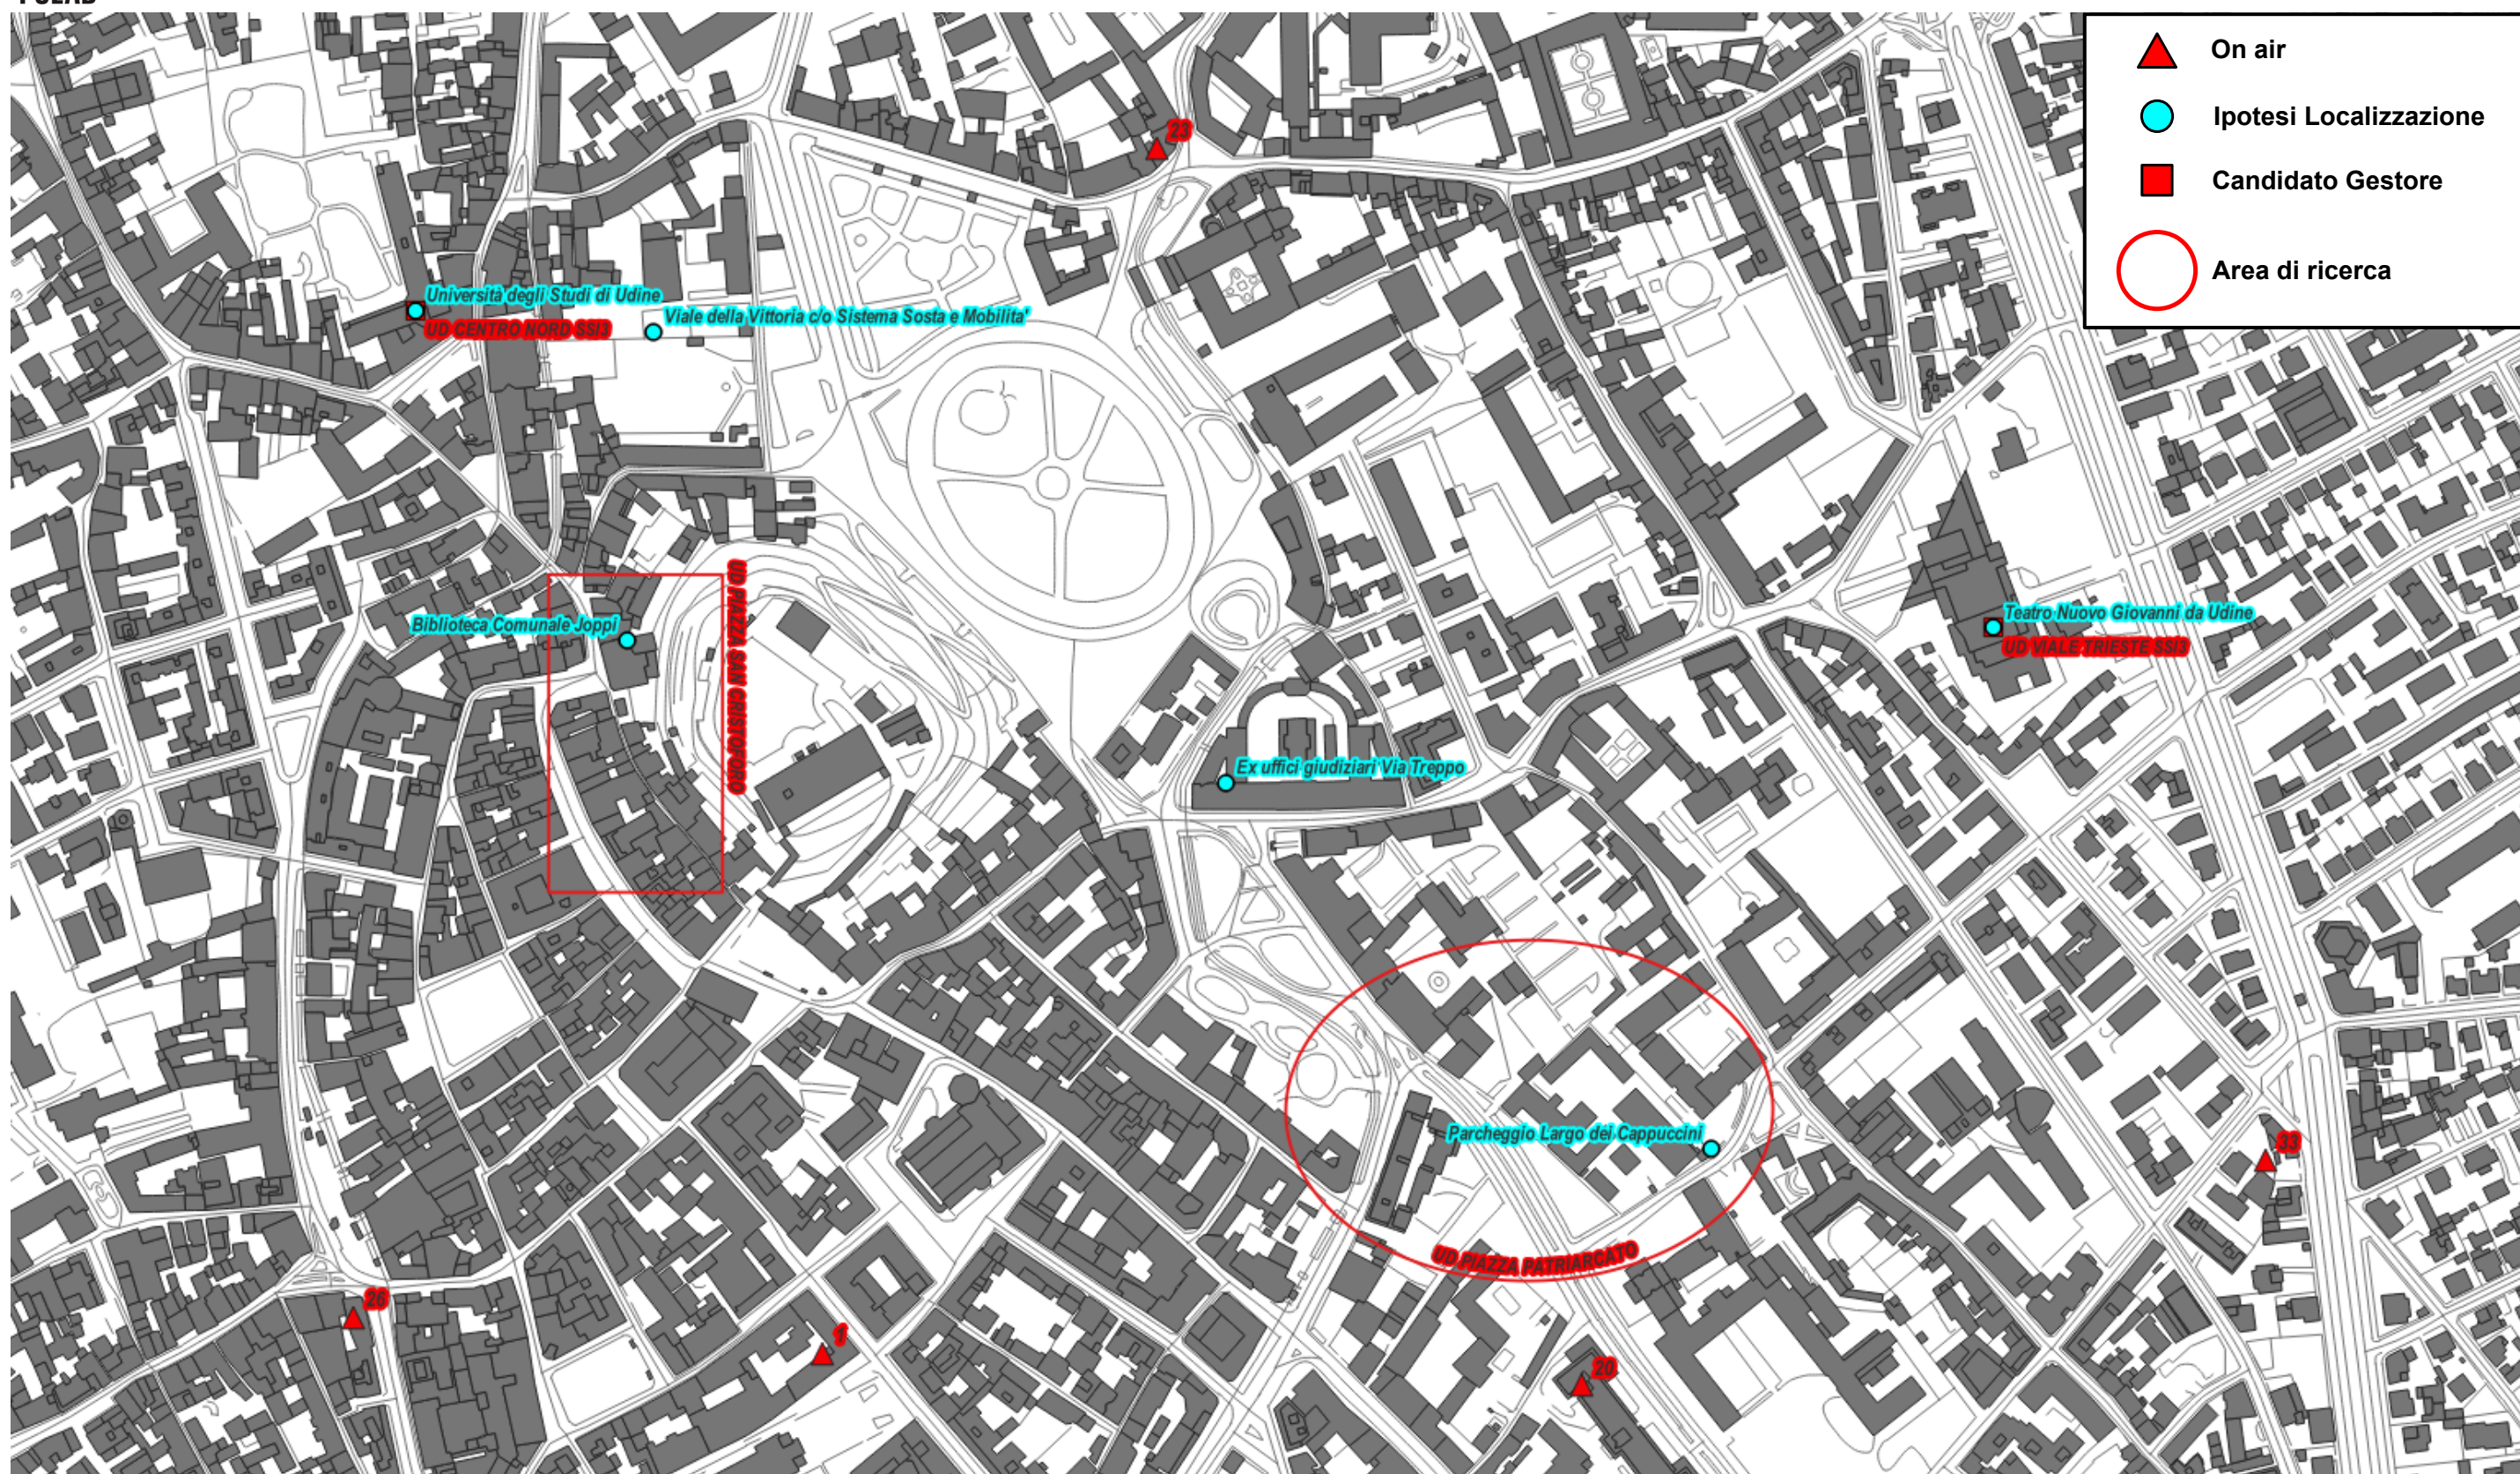 On air
Ipotesi Localizzazione
Candidato Gestore
Area di ricerca
23
Università degli Studi di Udine
UD CENTRO NORD SSI3
Viale della Vittoria c/o Sistema Sosta e Mobilita'
Biblioteca Comunale Joppi
UD PIAZZA SAN CRISTOFORO
Teatro Nuovo Giovanni da Udine
UD VIALE TRIESTE SSI3
Ex uffici giudiziari Via Treppo
Parcheggio Largo dei Cappuccini
UD PIAZZA PATRIARCATO
33
26
1
20